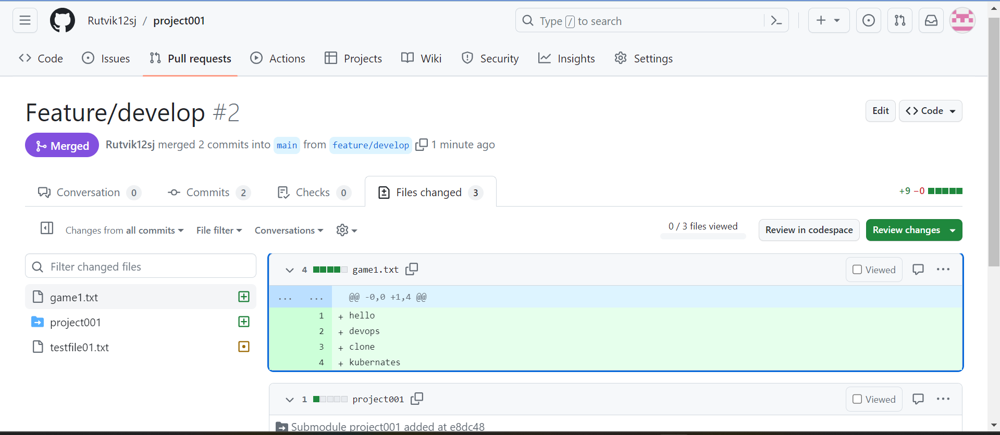 Rutvik12sj / project001
Type / to search
Code Issues Pull requests Actions Projects Wiki Security Insights Settings
Feature/develop #2
Edit Code
Merged Rutvik12sj merged 2 commits into main from feature/develop 1 minute ago
Conversation 0 Commits 2 Checks 0 Files changed 3 +9 −0
Changes from all commits File filter Conversations 0 / 3 files viewed Review in codespace Review changes
Filter changed files
game1.txt
project001
testfile01.txt
4 game1.txt Viewed
... ... @@ -0,0 +1,4 @@
1 + hello
2 + devops
3 + clone
4 + kubernates
1 project001 Viewed
Submodule project001 added at e8dc48